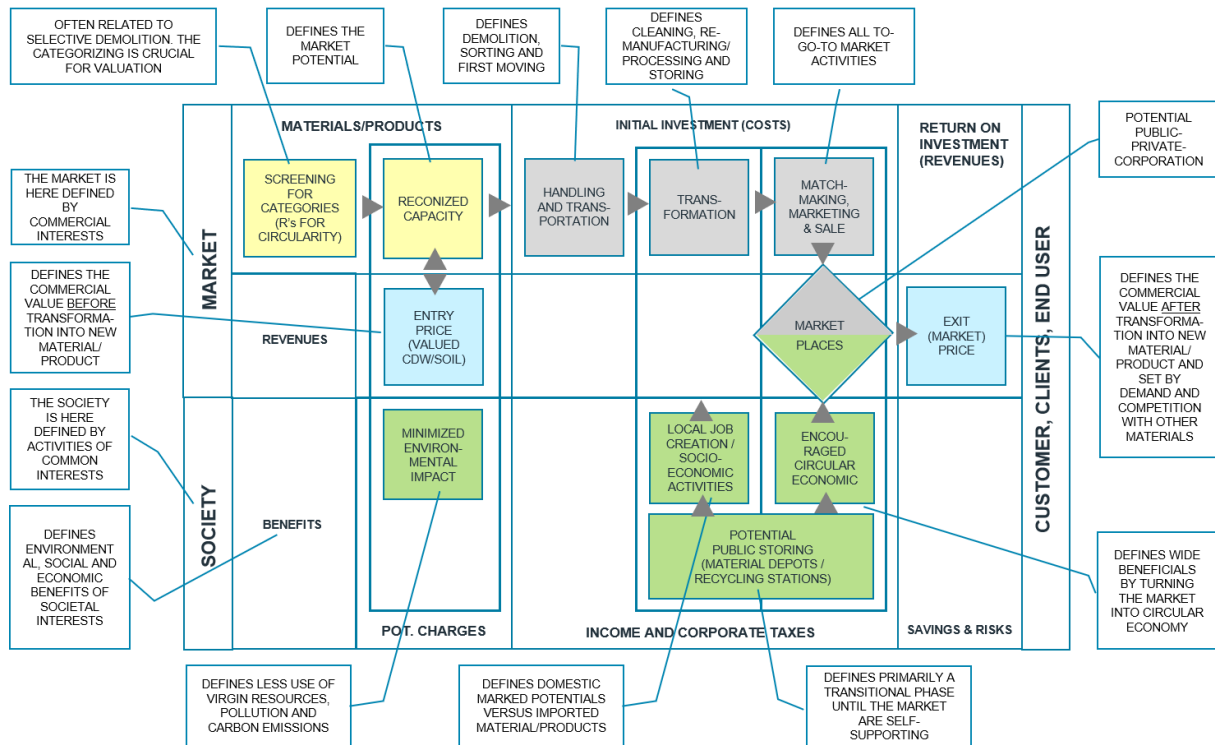 OFTEN RELATED TO
SELECTIVE DEMOLITION. THE
CATEGORIZING IS CRUCIAL
FOR VALUATION
DEFINES THE
MARKET
POTENTIAL
DEFINES
DEMOLITION,
SORTING AND
FIRST MOVING
DEFINES
CLEANING, RE-
MANUFACTURING/
PROCESSING AND
STORING
DEFINES ALL TO-
GO-TO MARKET
ACTIVITIES
POTENTIAL
PUBLIC-
PRIVATE-
CORPORATION
MATERIALS/PRODUCTS
INITIAL INVESTMENT (COSTS)
RETURN ON
INVESTMENT
(REVENUES)
THE MARKET IS
HERE DEFINED
BY
COMMERCIAL
INTERESTS
MARKET
SCREENING
FOR
CATEGORIES
(R's FOR
CIRCULARITY)
RECONIZED
CAPACITY
HANDLING
AND TRANS-
PORTATION
TRANS-
FORMATION
MATCH-
MAKING,
MARKETING
& SALE
DEFINES THE
COMMERCIAL
VALUE BEFORE
TRANSFORMA-
TION INTO NEW
MATERIAL/
PRODUCT
REVENUES
ENTRY
PRICE
(VALUED
CDW/SOIL)
MARKET
PLACES
EXIT
(MARKET)
PRICE
CUSTOMER, CLIENTS, END USER
DEFINES THE
COMMERCIAL
VALUE AFTER
TRANSFORMA-
TION INTO NEW
MATERIAL/
PRODUCT AND
SET BY
DEMAND AND
COMPETITION
WITH OTHER
MATERIALS
THE SOCIETY
IS HERE
DEFINED BY
ACTIVITIES OF
COMMON
INTERESTS
SOCIETY
MINIMIZED
ENVIRON-
MENTAL
IMPACT
LOCAL JOB
CREATION /
SOCIO-
ECONOMIC
ACTIVITIES
ENCOU-
RAGED
CIRCULAR
ECONOMIC
DEFINES
ENVIRONMENT
AL, SOCIAL AND
ECONOMIC
BENEFITS OF
SOCIETAL
INTERESTS
BENEFITS
POTENTIAL
PUBLIC STORING
(MATERIAL DEPOTS /
RECYCLING STATIONS)
DEFINES WIDE
BENEFICIALS
BY TURNING
THE MARKET
INTO CIRCULAR
ECONOMY
POT. CHARGES
INCOME AND CORPORATE TAXES
SAVINGS & RISKS
DEFINES LESS USE OF
VIRGIN RESOURCES,
POLLUTION AND
CARBON EMISSIONS
DEFINES DOMESTIC
MARKED POTENTIALS
VERSUS IMPORTED
MATERIAL/PRODUCTS
DEFINES PRIMARILY A
TRANSITIONAL PHASE
UNTIL THE MARKET
ARE SELF-
SUPPORTING